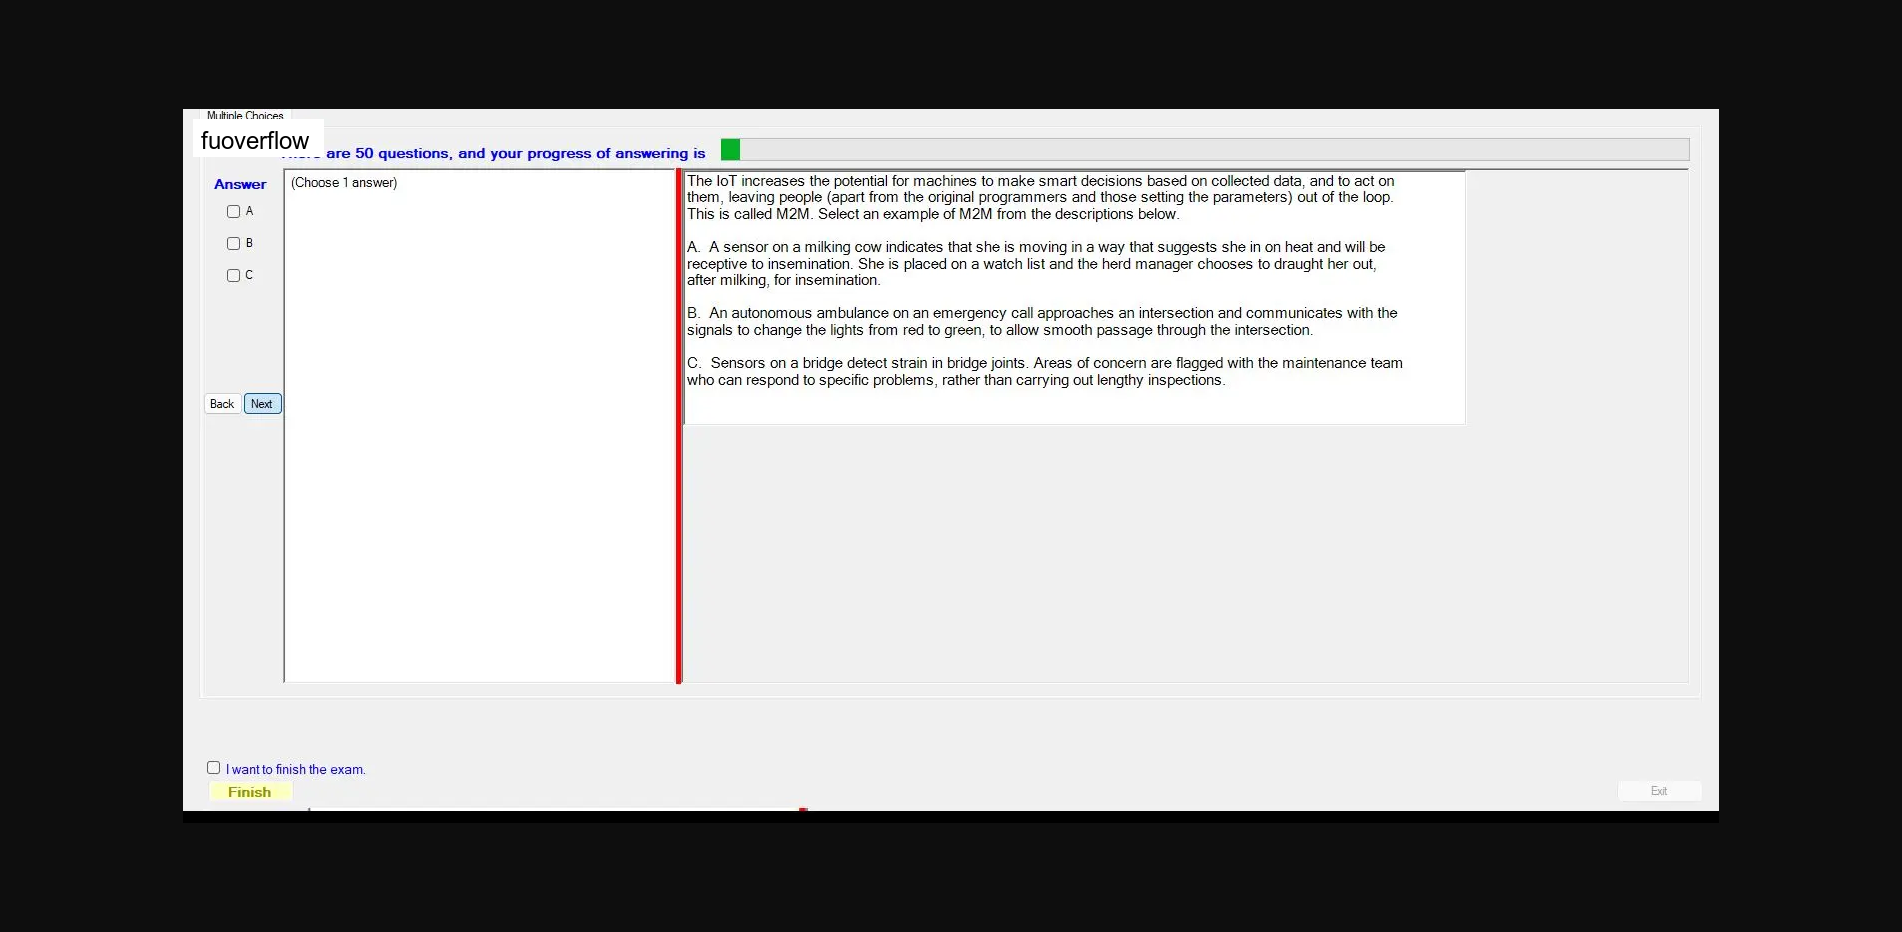 Multiple Choices
fuoverflow
are 50 questions, and your progress of answering is
Answer
A
B
C
Back
Next
(Choose 1 answer)
The IoT increases the potential for machines to make smart decisions based on collected data, and to act on
them, leaving people (apart from the original programmers and those setting the parameters) out of the loop.
This is called M2M. Select an example of M2M from the descriptions below.
A. A sensor on a milking cow indicates that she is moving in a way that suggests she in on heat and will be
receptive to insemination. She is placed on a watch list and the herd manager chooses to draught her out,
after milking, for insemination.
B. An autonomous ambulance on an emergency call approaches an intersection and communicates with the
signals to change the lights from red to green, to allow smooth passage through the intersection.
C. Sensors on a bridge detect strain in bridge joints. Areas of concern are flagged with the maintenance team
who can respond to specific problems, rather than carrying out lengthy inspections.
I want to finish the exam.
Finish
Exit